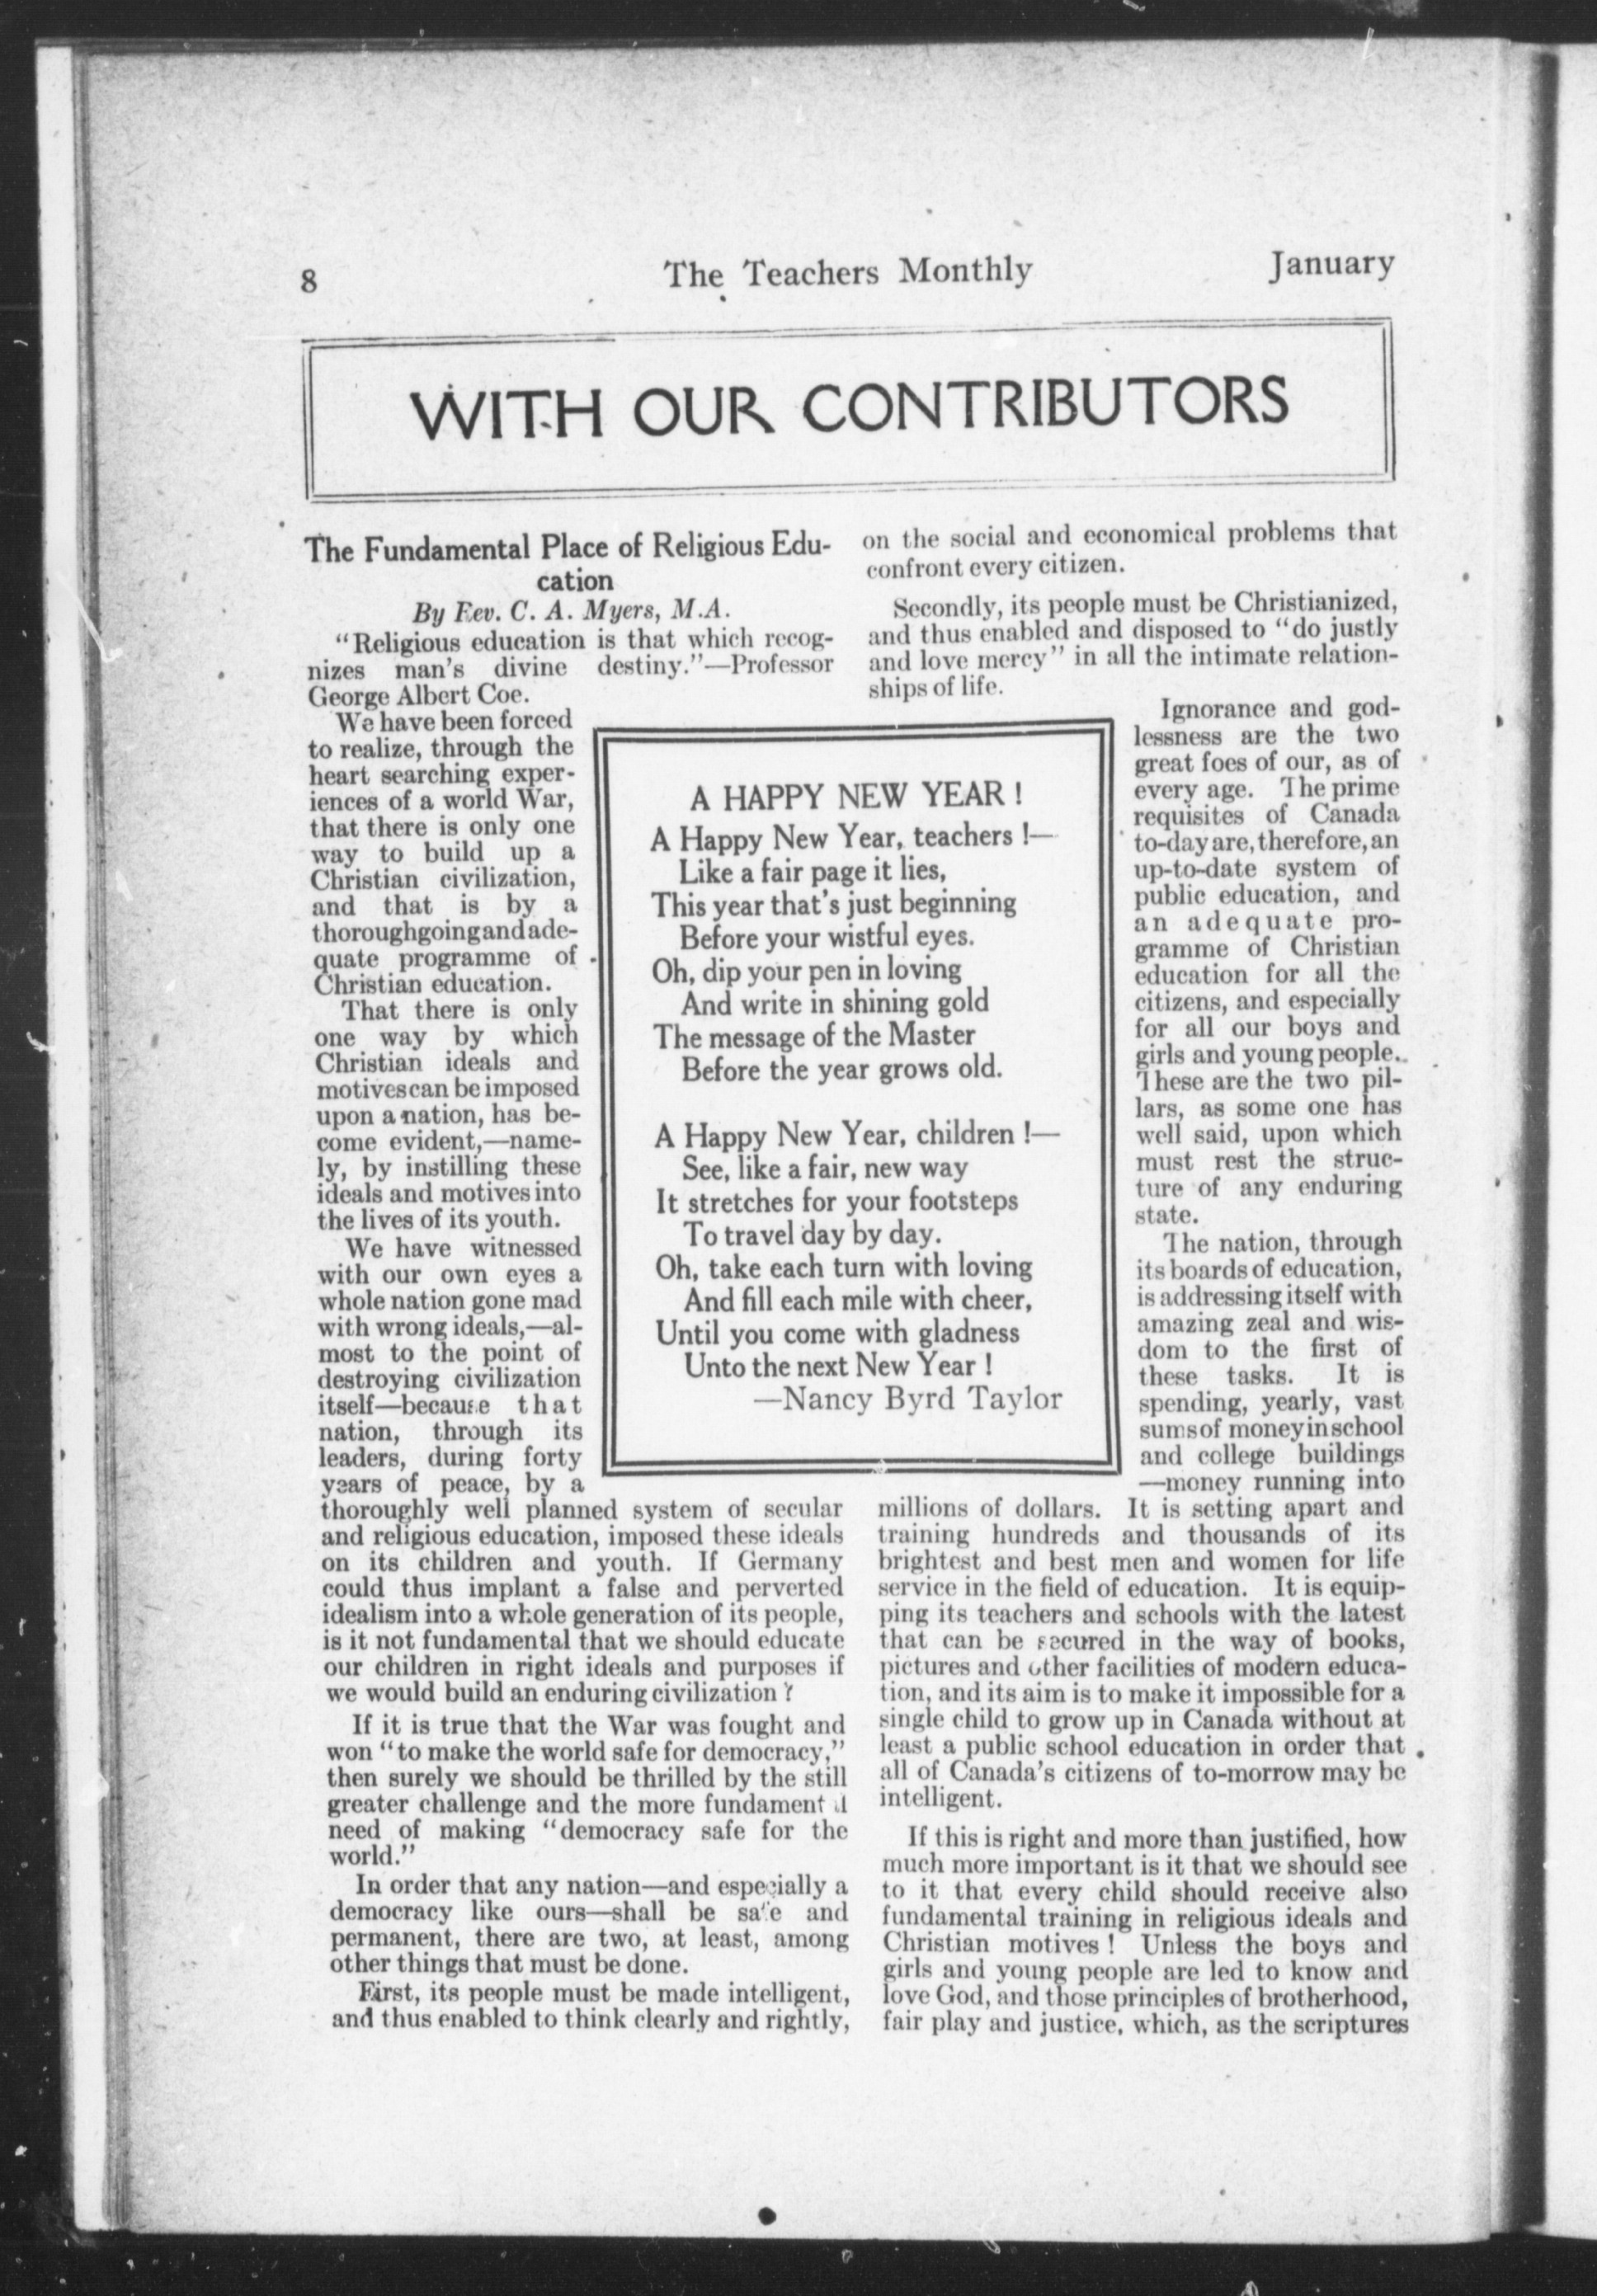 8
The Teachers Monthly
January
WITH OUR CONTRIBUTORS
The Fundamental Place of Religious Edu-
cation
By Rev. C. A. Myers, M.A.
"Religious education is that which recog-
nizes man's divine destiny."—Professor
George Albert Coe.
We have been forced
to realize, through the
heart searching exper-
iences of a world War,
that there is only one
way to build up a
Christian civilization,
and that is by a
thoroughgoing and ade-
quate programme of
Christian education.
That there is only
one way by which
Christian ideals and
motives can be imposed
upon a nation, has be-
come evident,—name-
ly, by instilling these
ideals and motives into
the lives of its youth.
We have witnessed
with our own eyes a
whole nation gone mad
with wrong ideals,—al-
most to the point of
destroying civilization
itself—because that
nation, through its
leaders, during forty
years of peace, by a
thoroughly well planned system of secular
and religious education, imposed these ideals
on its children and youth. If Germany
could thus implant a false and perverted
idealism into a whole generation of its people,
is it not fundamental that we should educate
our children in right ideals and purposes if
we would build an enduring civilization ?
If it is true that the War was fought and
won "to make the world safe for democracy,"
then surely we should be thrilled by the still
greater challenge and the more fundamental
need of making "democracy safe for the
world."
In order that any nation—and especially a
democracy like ours—shall be safe and
permanent, there are two, at least, among
other things that must be done.
First, its people must be made intelligent,
and thus enabled to think clearly and rightly,
A HAPPY NEW YEAR !
A Happy New Year, teachers !—
Like a fair page it lies,
This year that's just beginning
Before your wistful eyes.
Oh, dip your pen in loving
And write in shining gold
The message of the Master
Before the year grows old.
A Happy New Year, children !—
See, like a fair, new way
It stretches for your footsteps
To travel day by day.
Oh, take each turn with loving
And fill each mile with cheer,
Until you come with gladness
Unto the next New Year !
—Nancy Byrd Taylor
on the social and economical problems that
confront every citizen.
Secondly, its people must be Christianized,
and thus enabled and disposed to "do justly
and love mercy" in all the intimate relation-
ships of life.
Ignorance and god-
lessness are the two
great foes of our, as of
every age. The prime
requisites of Canada
to-day are, therefore, an
up-to-date system of
public education, and
an adequate pro-
gramme of Christian
education for all the
citizens, and especially
for all our boys and
girls and young people.
These are the two pil-
lars, as some one has
well said, upon which
must rest the struc-
ture of any enduring
state.
The nation, through
its boards of education,
is addressing itself with
amazing zeal and wis-
dom to the first of
these tasks. It is
spending, yearly, vast
sums of money in school
and college buildings
—money running into
millions of dollars. It is setting apart and
training hundreds and thousands of its
brightest and best men and women for life
service in the field of education. It is equip-
ping its teachers and schools with the latest
that can be secured in the way of books,
pictures and other facilities of modern educa-
tion, and its aim is to make it impossible for a
single child to grow up in Canada without at
least a public school education in order that
all of Canada's citizens of to-morrow may be
intelligent.
If this is right and more than justified, how
much more important is it that we should see
to it that every child should receive also
fundamental training in religious ideals and
Christian motives ! Unless the boys and
girls and young people are led to know and
love God, and those principles of brotherhood,
fair play and justice, which, as the scriptures